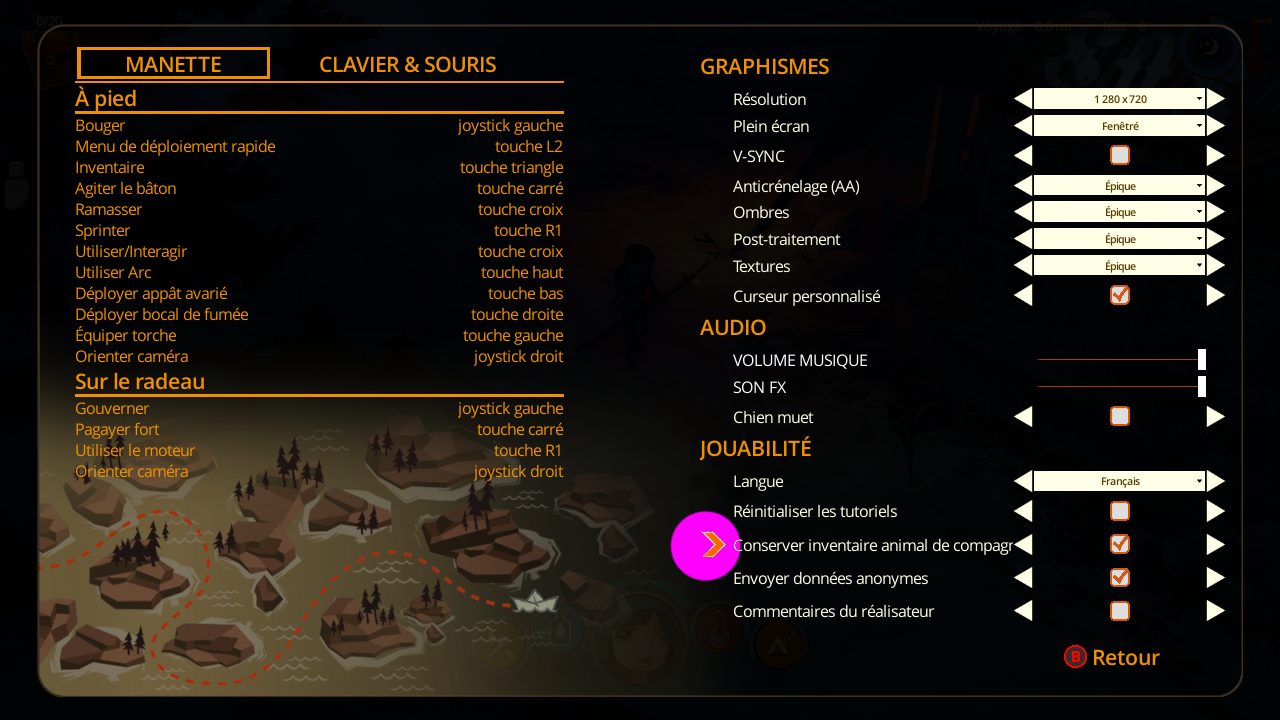 0/20
MANETTE
CLAVIER & SOURIS
À pied
Bouger joystick gauche
Menu de déploiement rapide touche L2
Inventaire touche triangle
Agiter le bâton touche carré
Ramasser touche croix
Sprinter touche R1
Utiliser/Interagir touche croix
Utiliser Arc touche haut
Déployer appât avarié touche bas
Déployer bocal de fumée touche droite
Équiper torche touche gauche
Orienter caméra joystick droit
Sur le radeau
Gouverner joystick gauche
Pagayer fort touche carré
Utiliser le moteur touche R1
Orienter caméra joystick droit
GRAPHISMES
Résolution 1 280 x 720
Plein écran Fenêtré
V-SYNC
Anticrénelage (AA) Épique
Ombres Épique
Post-traitement Épique
Textures Épique
Curseur personnalisé
AUDIO
VOLUME MUSIQUE
SON FX
Chien muet
JOUABILITÉ
Langue Français
Réinitialiser les tutoriels
Conserver inventaire animal de compagn
Envoyer données anonymes
Commentaires du réalisateur
B Retour